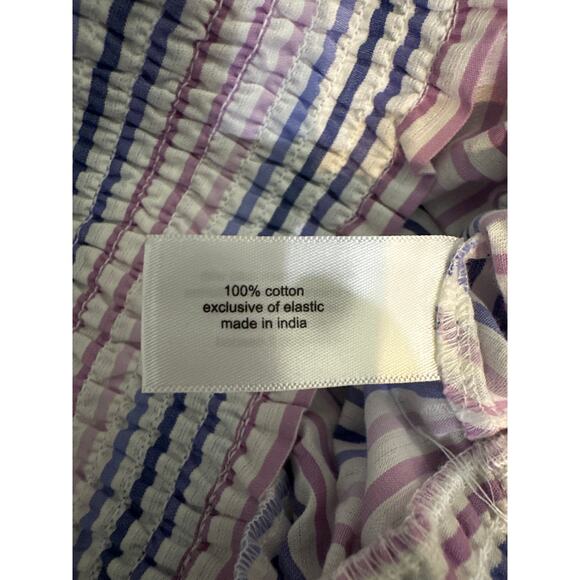 100% cotton
exclusive of elastic
made in india